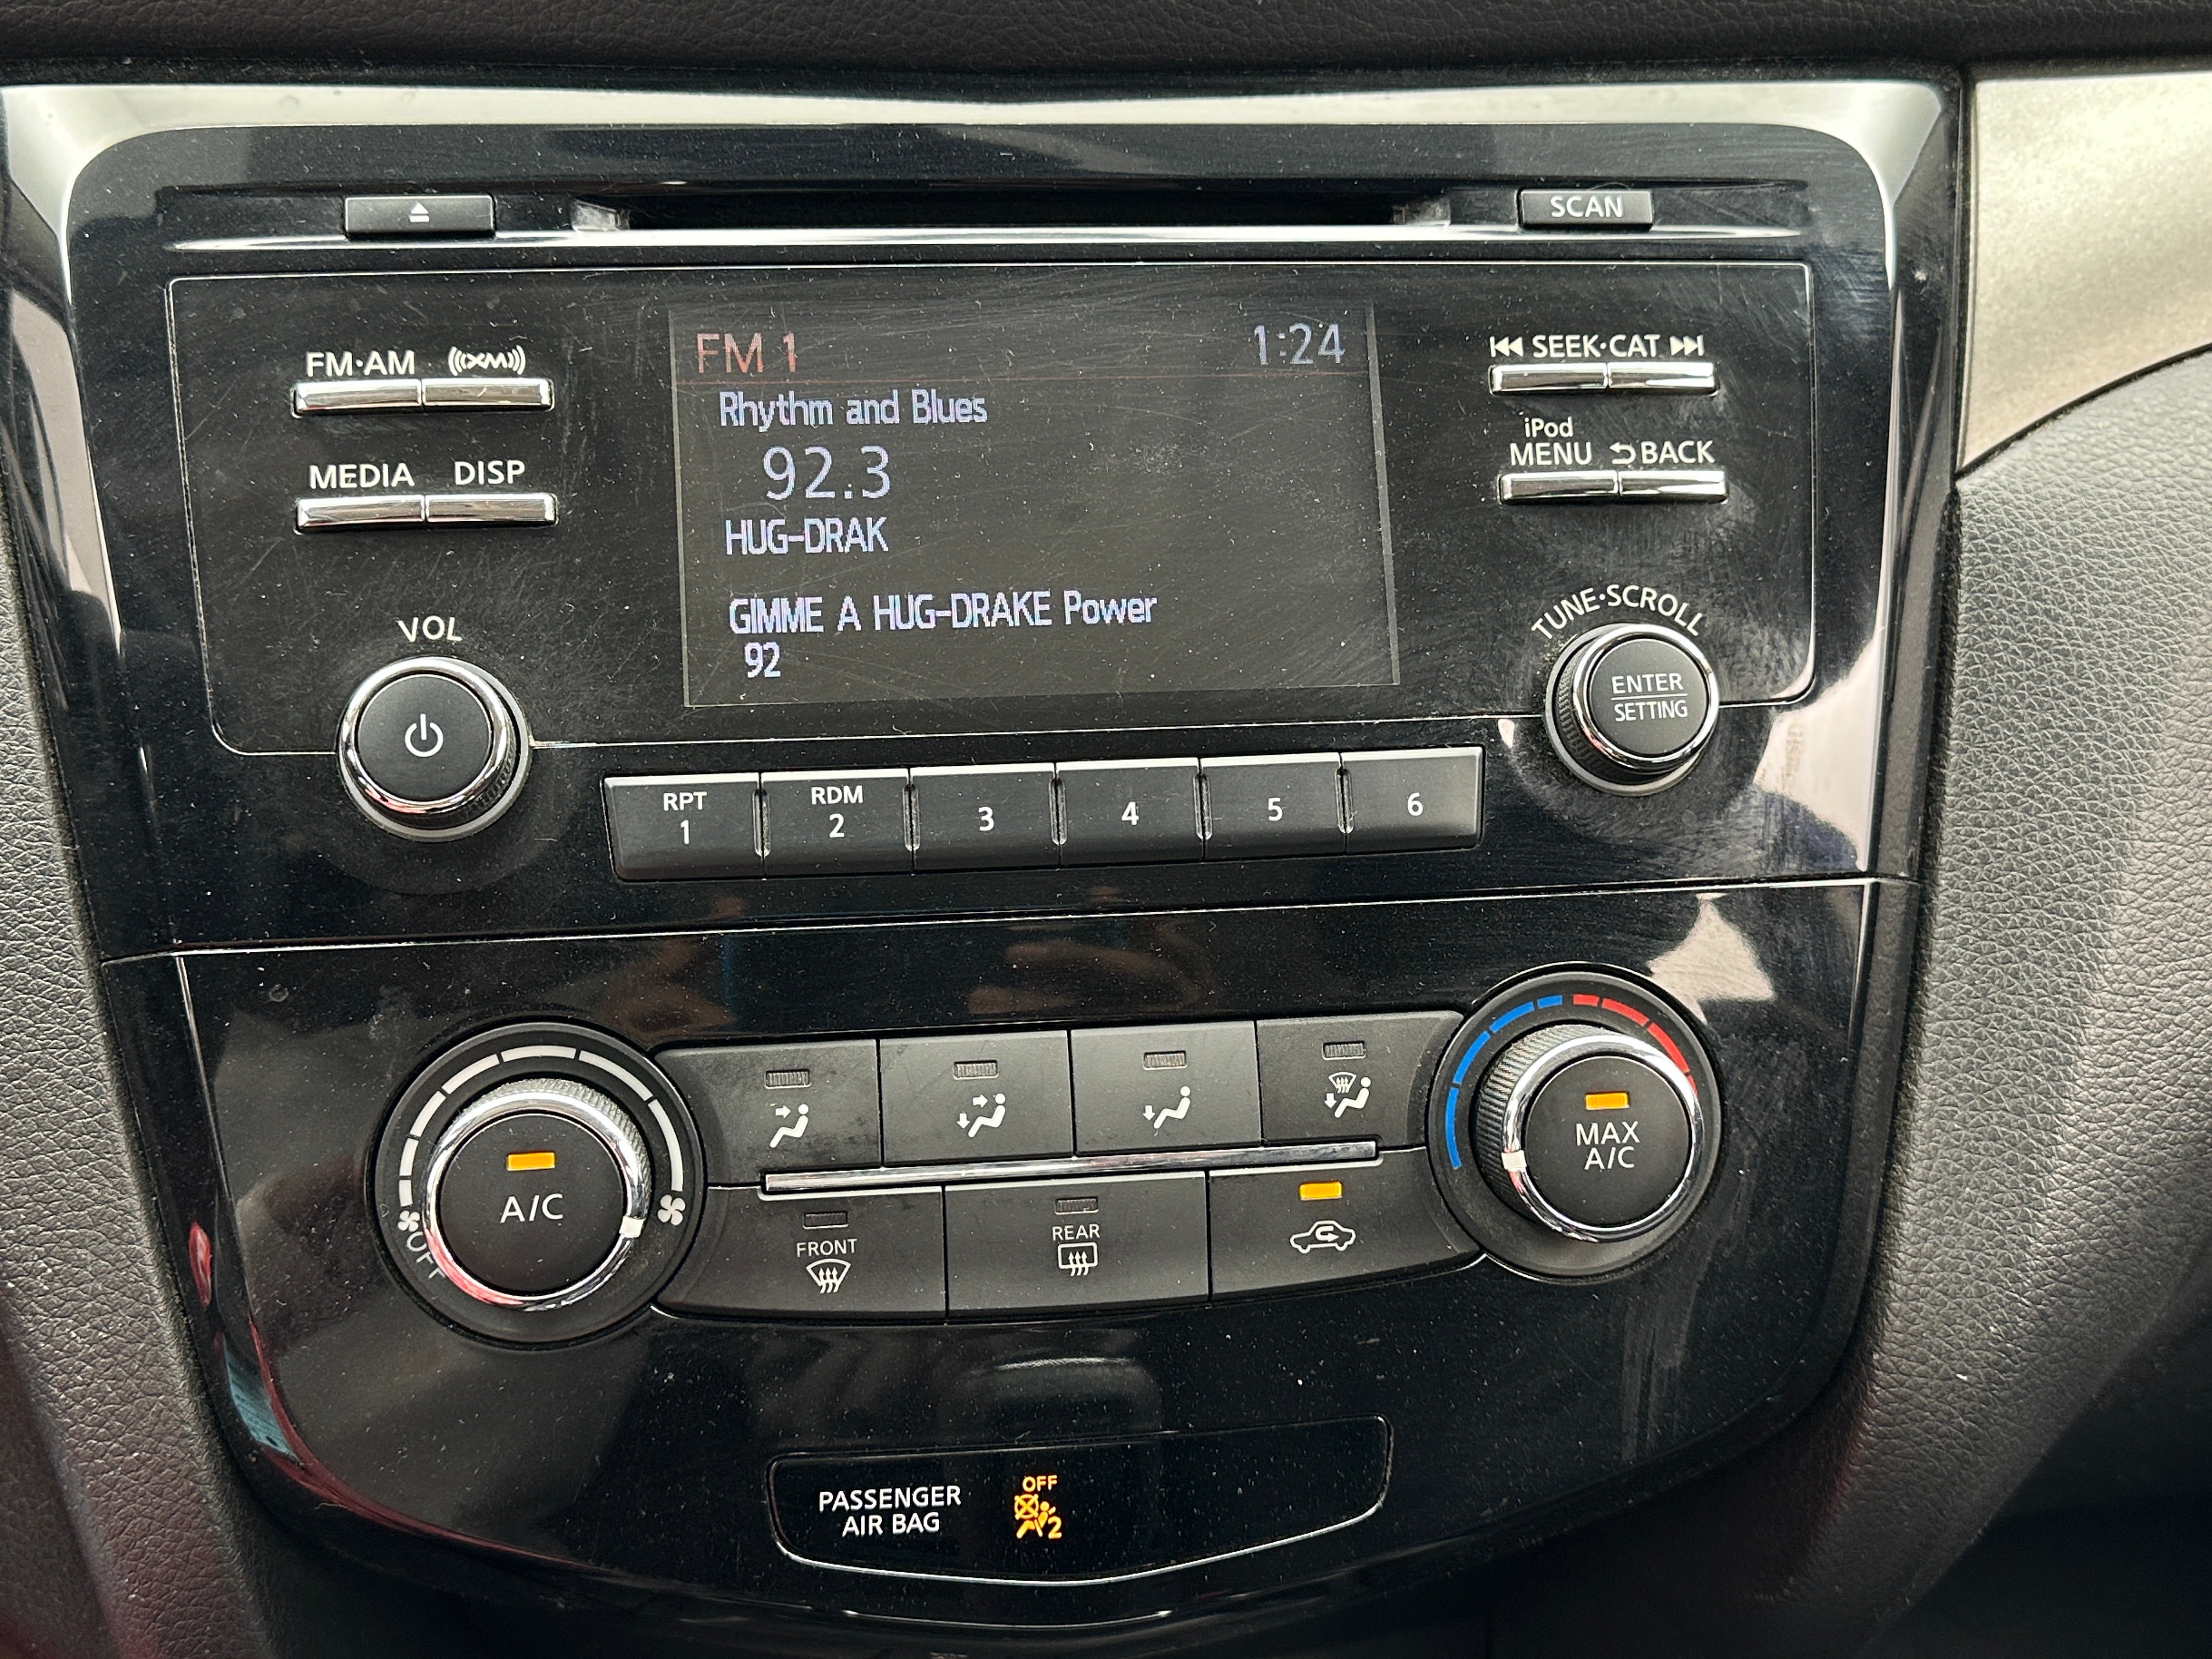 SCAN
FM·AM XM
FM 1 1:24
SEEK·CAT
Rhythm and Blues
92.3
iPod
MENU BACK
MEDIA DISP
HUG-DRAK
GIMME A HUG-DRAKE Power
92
VOL
TUNE·SCROLL
ENTER
SETTING
RPT
1
RDM
2
3
4
5
6
A/C
OFF
MAX
A/C
FRONT
REAR
PASSENGER
AIR BAG
OFF
2